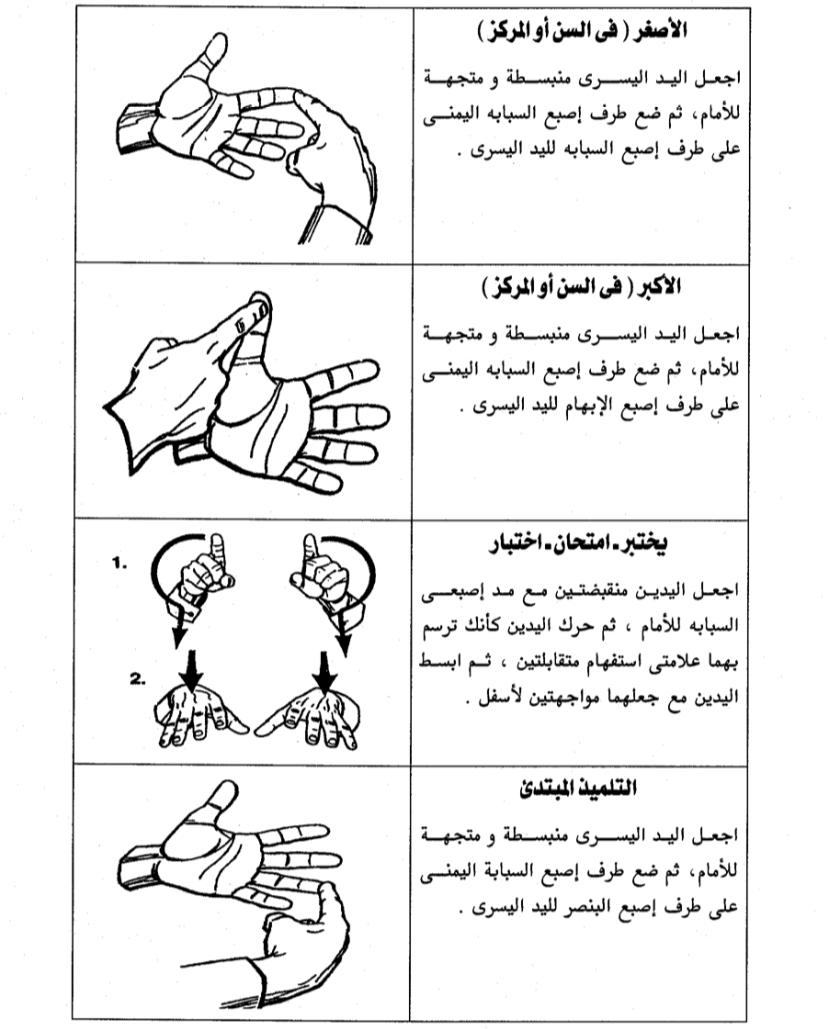 الأصغر ( فى السن أو المركز )
اجعل اليد اليسرى منبسطة و متجهة
للأمام، ثم ضع طرف إصبع السبابه اليمنى
على طرف إصبع السبابه لليد اليسرى .
الأكبر ( فى السن أو المركز )
اجعل اليد اليسرى منبسطة و متجهة
للأمام، ثم ضع طرف إصبع السبابه اليمنى
على طرف إصبع الإبهام لليد اليسرى .
يختبر ـ امتحان ـ اختبار
اجعل اليدين منقبضتين مع مد إصبعى
السبابه للأمام ، ثم حرك اليدين كأنك ترسم
بهما علامتى استفهام متقابلتين ، ثم ابسط
اليدين مع جعلهما مواجهتين لأسفل .
1.
2.
التلميذ المبتدئ
اجعل اليد اليسرى منبسطة و متجهة
للأمام، ثم ضع طرف إصبع السبابة اليمنى
على طرف إصبع البنصر لليد اليسرى .